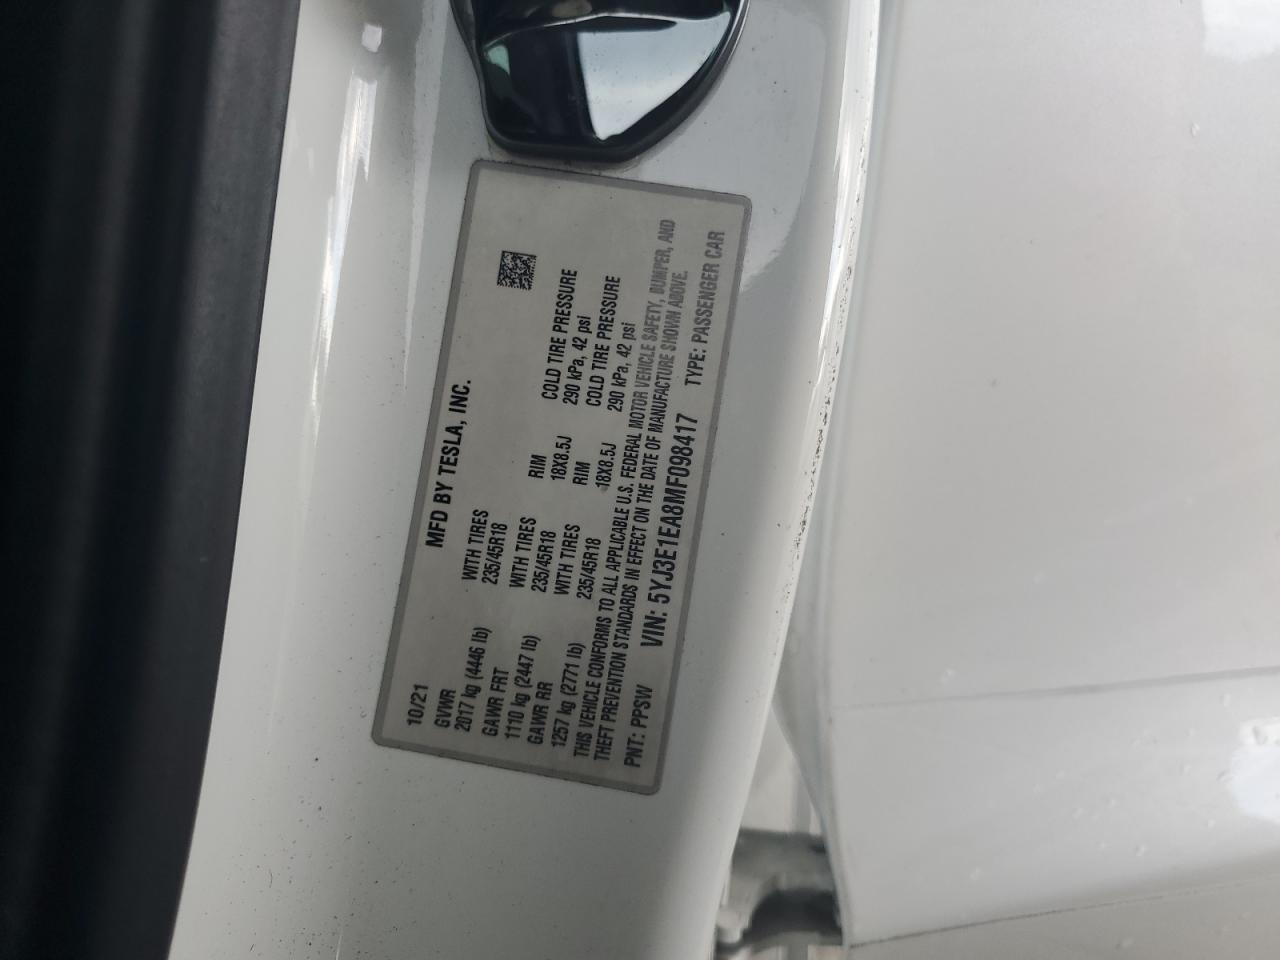 MFD BY TESLA, INC.
10/21
GVWR
2017 kg (4446 lb)
WITH TIRES
235/45R18
RIM
18X8.5J
COLD TIRE PRESSURE
290 kPa, 42 psi
GAWR FRT
1110 kg (2447 lb)
WITH TIRES
235/45R18
RIM
18X8.5J
COLD TIRE PRESSURE
290 kPa, 42 psi
GAWR RR
1257 kg (2771 lb)
WITH TIRES
235/45R18
THIS VEHICLE CONFORMS TO ALL APPLICABLE U.S. FEDERAL MOTOR VEHICLE SAFETY, BUMPER, AND
THEFT PREVENTION STANDARDS IN EFFECT ON THE DATE OF MANUFACTURE SHOWN ABOVE.
PNT: PPSW VIN: 5YJ3E1EA8MF098417 TYPE: PASSENGER CAR